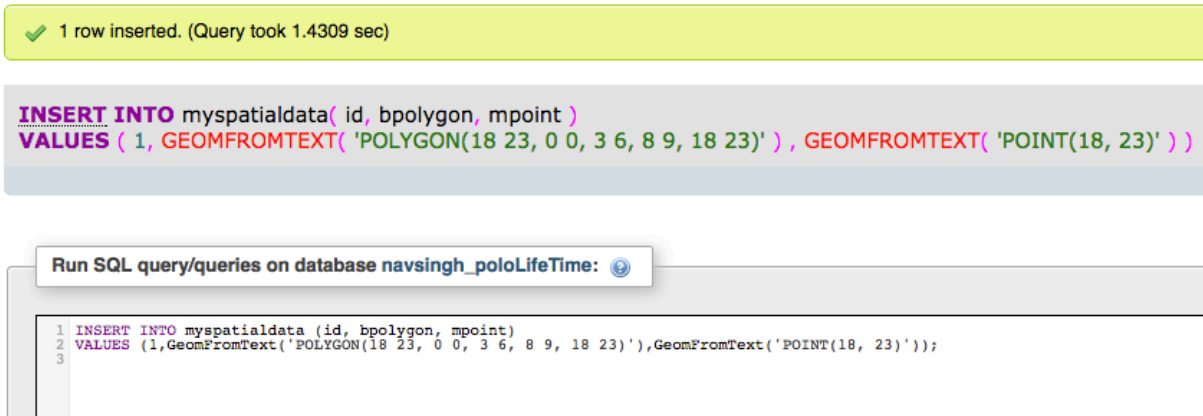 1 row inserted. (Query took 1.4309 sec)
INSERT INTO myspatialdata( id, bpolygon, mpoint )
VALUES ( 1, GEOMFROMTEXT( 'POLYGON(18 23, 0 0, 3 6, 8 9, 18 23)' ) , GEOMFROMTEXT( 'POINT(18, 23)' ) )
Run SQL query/queries on database navsingh_poloLifeTime:
1 INSERT INTO myspatialdata (id, bpolygon, mpoint)
2 VALUES (1,GeomFromText('POLYGON(18 23, 0 0, 3 6, 8 9, 18 23)'),GeomFromText('POINT(18, 23)'));
3